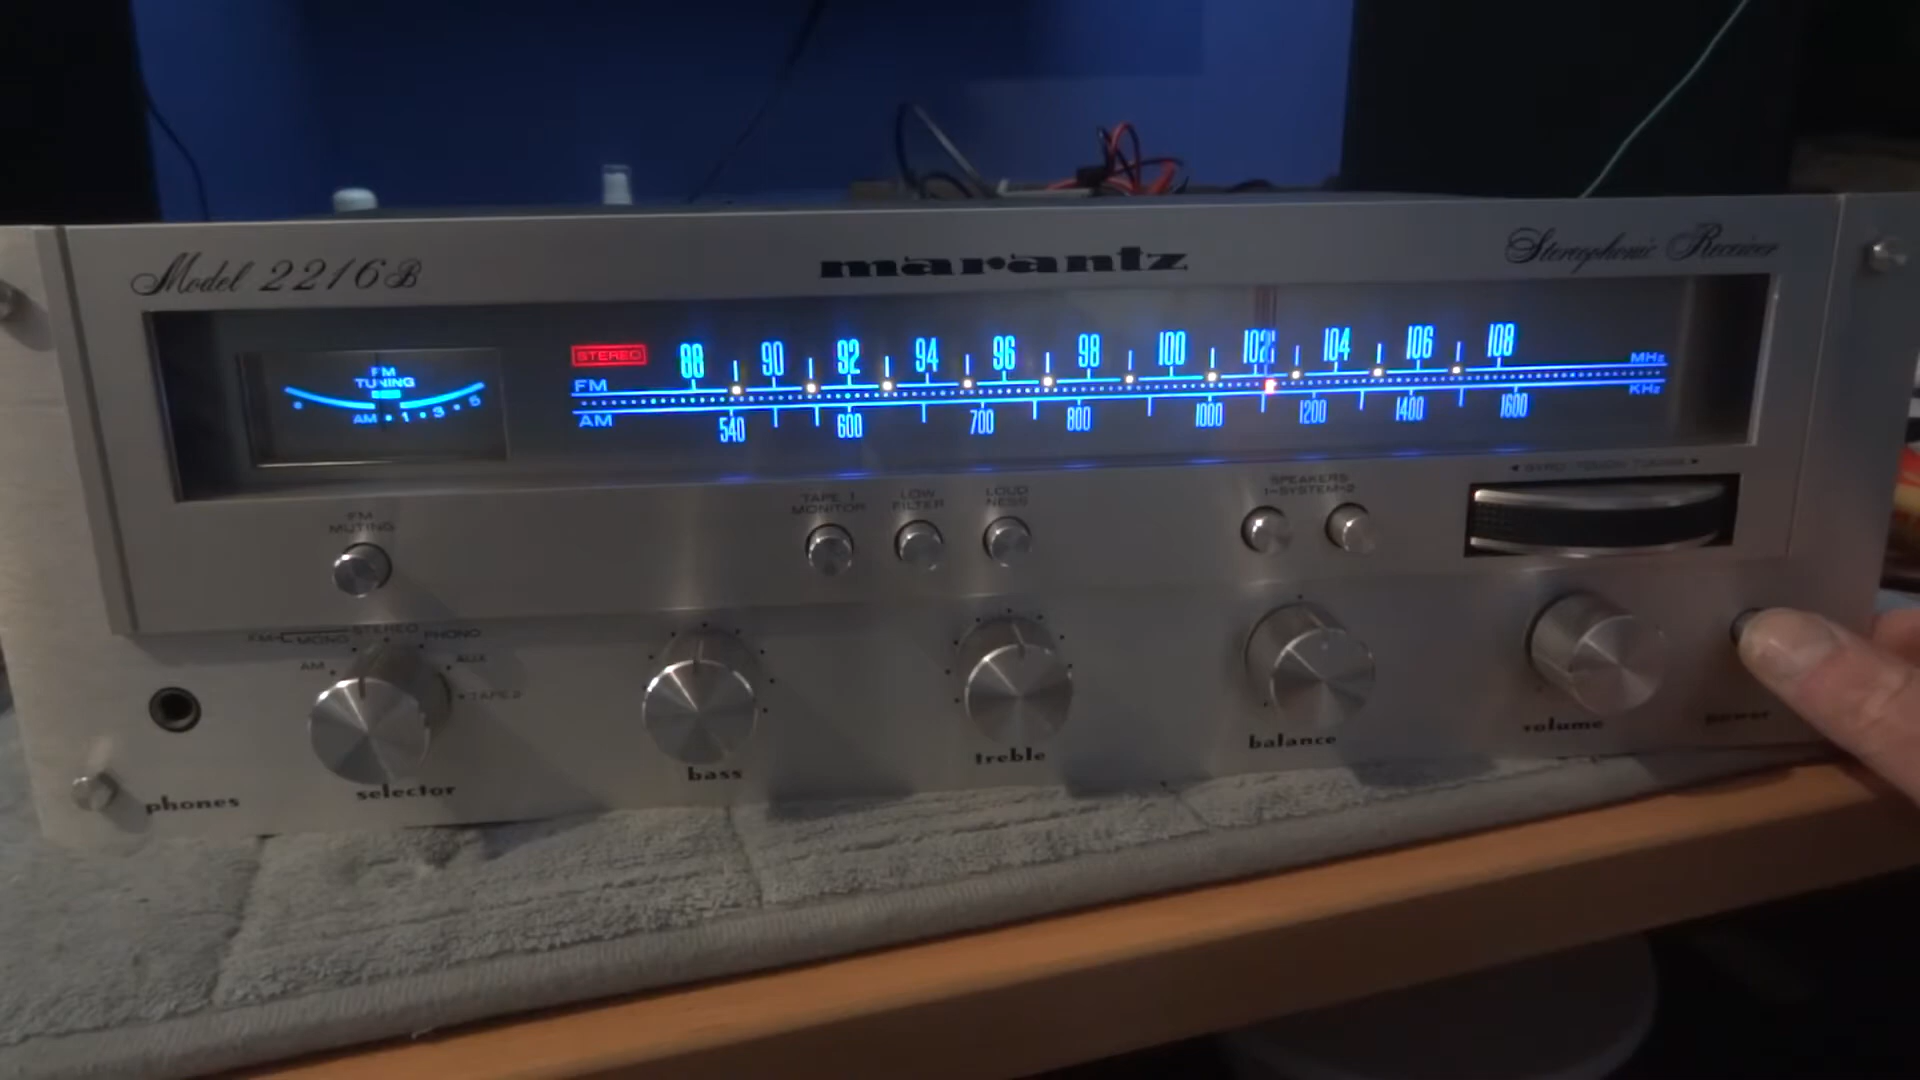 Model 2216B
marantz
Stereophonic Receiver
STEREO
88 90 92 94 96 98 100 102 104 106 108
MHz
FM
KHz
AM
540 600 700 800 1000 1200 1400 1600
FM
TUNING
AM • 1 • 3 • 5
GYRO TOUCH TUNING
FM
MUTING
TAPE 1
MONITOR
LOW
FILTER
LOUD
NESS
SPEAKERS
1-SYSTEM-2
FM MONO STEREO PHONO
AM
AUX
TAPE 2
phones
selector
bass
treble
balance
volume
power